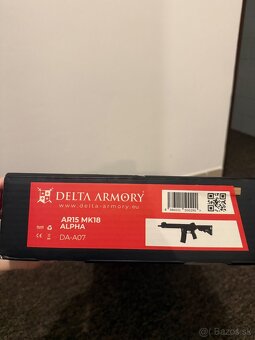 DELTA ARMORY
www.delta-armory.eu
AR15 MK18
ALPHA
DA-A07
bazos.sk